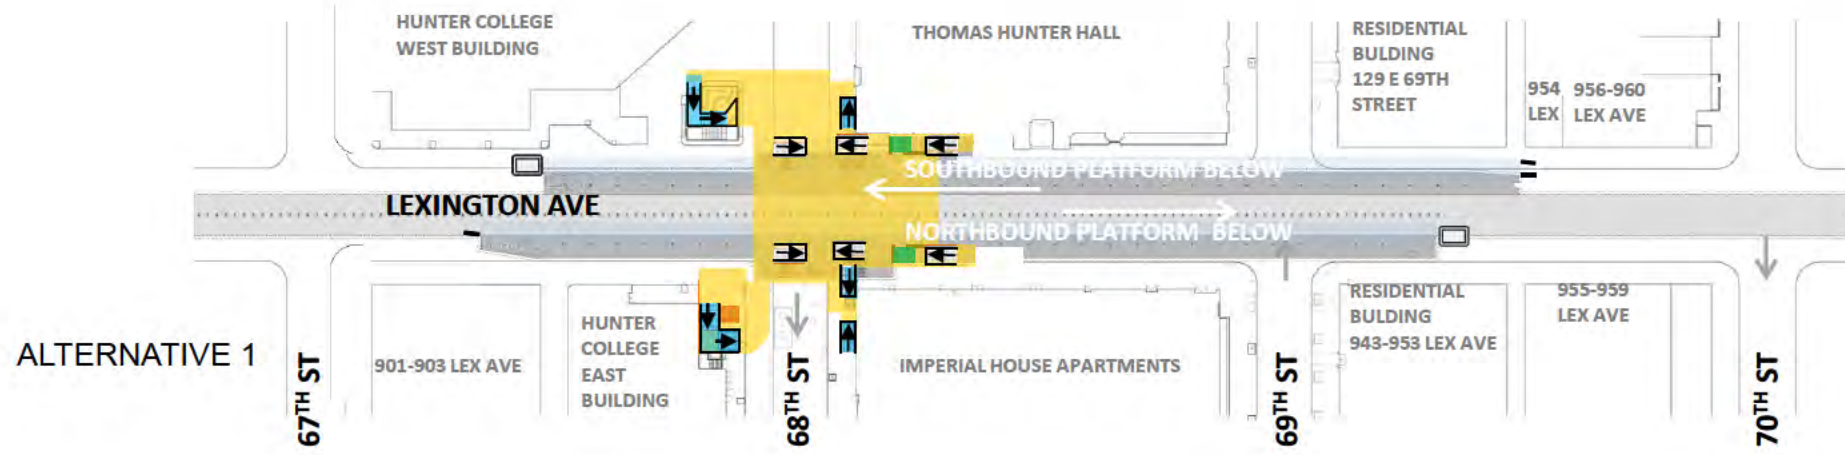 HUNTER COLLEGE
WEST BUILDING
THOMAS HUNTER HALL
RESIDENTIAL
BULDING
129 E 69TH
STREET
954
LEX
956-960
LEX AVE
SOUTHBOUND PLATFORM BELOW
LEXINGTON AVE
NORTHBOUND PLATFORM BELOW
ALTERNATIVE 1
67TH ST
901-903 LEX AVE
HUNTER
COLLEGE
EAST
BUILDING
68TH ST
IMPERIAL HOUSE APARTMENTS
69TH ST
RESIDENTIAL
BULDING
943-953 LEX AVE
955-959
LEX AVE
70TH ST